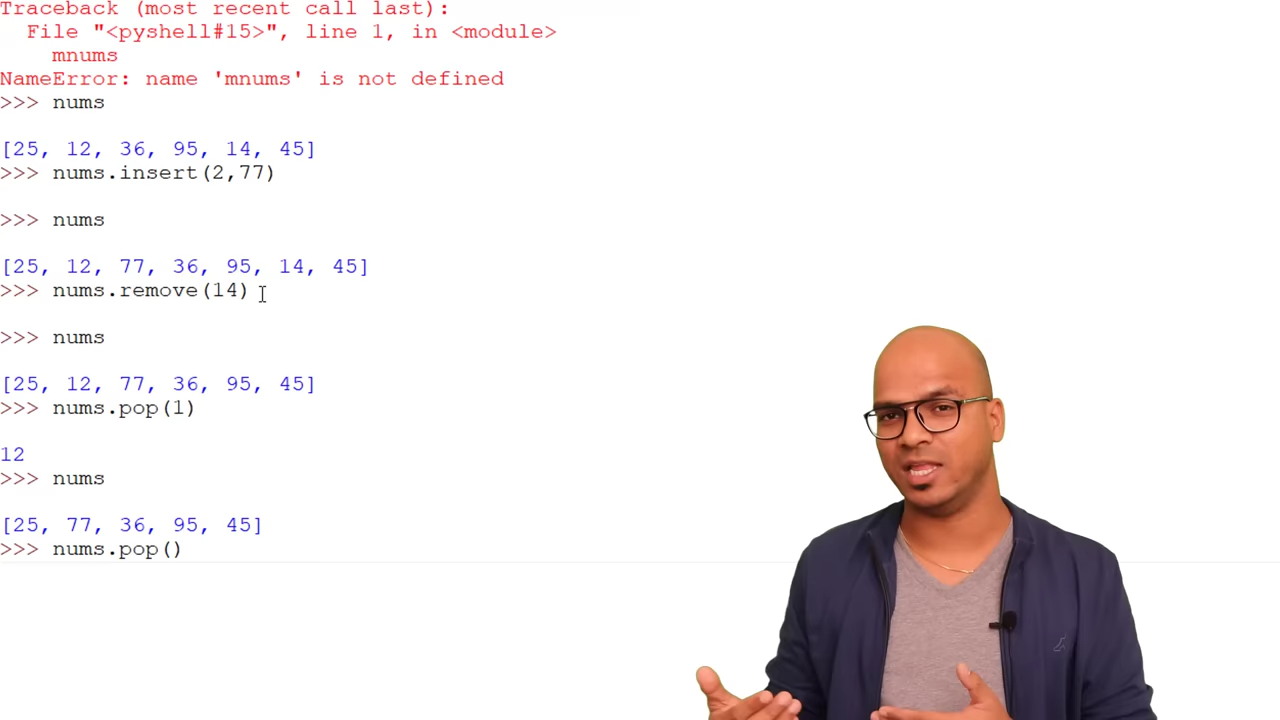 Traceback (most recent call last):
File "<pyshell#15>", line 1, in <module>
mnums
NameError: name 'mnums' is not defined
>>> nums
[25, 12, 36, 95, 14, 45]
>>> nums.insert(2,77)
>>> nums
[25, 12, 77, 36, 95, 14, 45]
>>> nums.remove(14)
>>> nums
[25, 12, 77, 36, 95, 45]
>>> nums.pop(1)
12
>>> nums
[25, 77, 36, 95, 45]
>>> nums.pop()